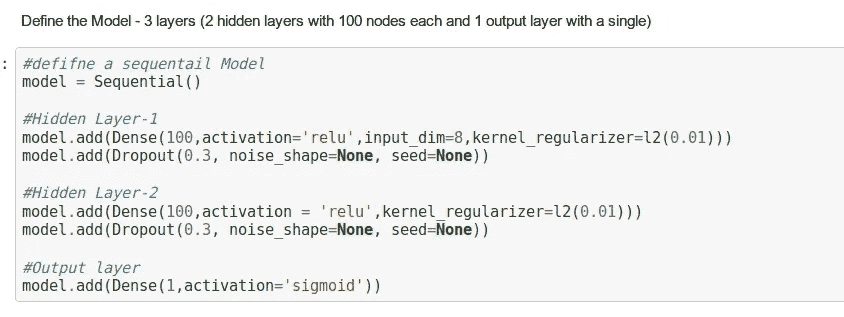 Define the Model - 3 layers (2 hidden layers with 100 nodes each and 1 output layer with a single)
: #defifne a sequentail Model
model = Sequential()
#Hidden Layer-1
model.add(Dense(100,activation='relu',input_dim=8,kernel_regularizer=l2(0.01)))
model.add(Dropout(0.3, noise_shape=None, seed=None))
#Hidden Layer-2
model.add(Dense(100,activation = 'relu',kernel_regularizer=l2(0.01)))
model.add(Dropout(0.3, noise_shape=None, seed=None))
#Output layer
model.add(Dense(1,activation='sigmoid'))